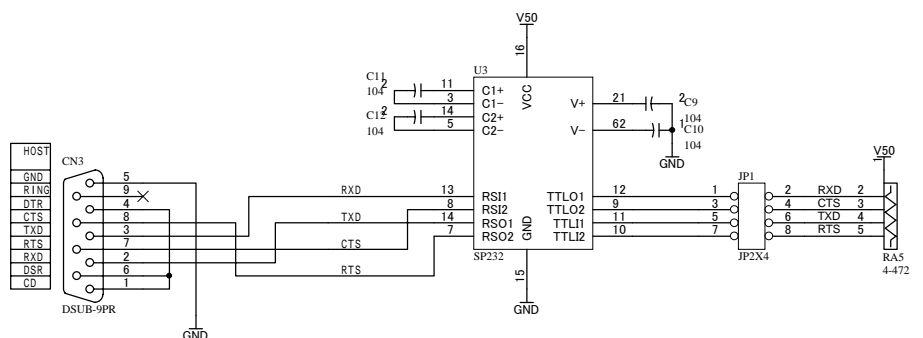 V50
16
U3
VCC
C11
2
104
11
C1+
3
C1-
C12
2
104
14
C2+
5
C2-
V+
21
2
C9
104
V-
62
1
C10
104
GND
HOST
GND
RING
DTR
CTS
TXD
RTS
RXD
DSR
CD
CN3
5
9
4
8
3
7
2
6
1
DSUB-9PR
GND
RXD
TXD
CTS
RTS
13
RSI1
8
RSI2
14
RSO1
7
RSO2
SP232
GND
15
GND
TTLO1
12
TTLO2
9
TTLI1
11
TTLI2
10
JP1
1
2
RXD
2
3
4
CTS
3
5
6
TXD
4
7
8
RTS
5
JP2X4
V50
1
RA5
4-472